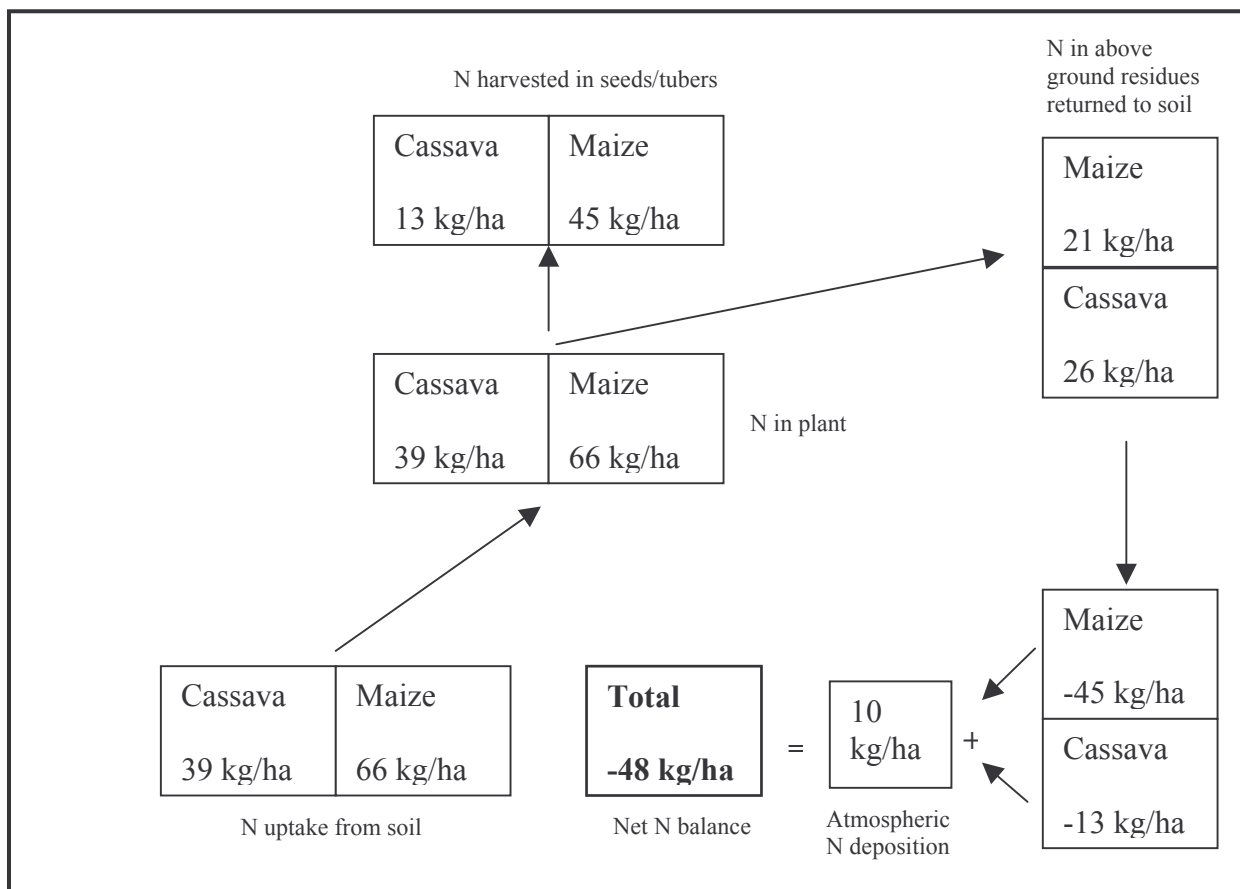 N harvested in seeds/tubers
Cassava
13 kg/ha
Maize
45 kg/ha
N in above
ground residues
returned to soil
Maize
21 kg/ha
Cassava
26 kg/ha
Cassava
39 kg/ha
Maize
66 kg/ha
N in plant
Cassava
39 kg/ha
Maize
66 kg/ha
N uptake from soil
Total
-48 kg/ha
Net N balance
=
10
kg/ha
Atmospheric
N deposition
+
Maize
-45 kg/ha
Cassava
-13 kg/ha